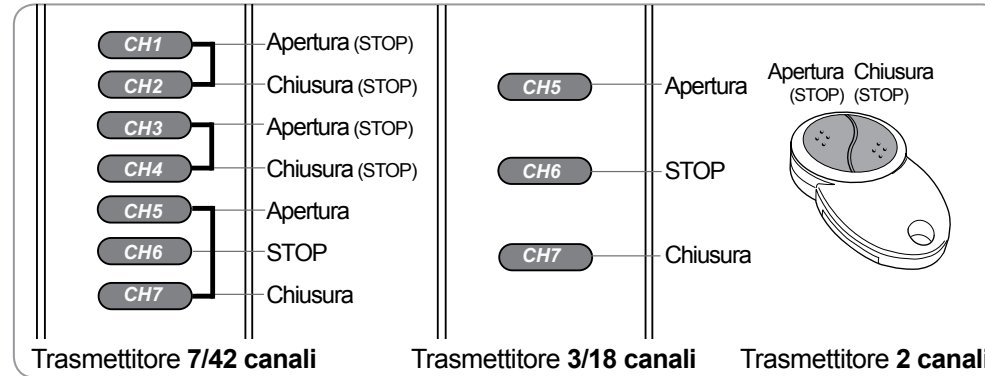 CH1 Apertura (STOP)
CH2 Chiusura (STOP)
CH3 Apertura (STOP)
CH4 Chiusura (STOP)
CH5 Apertura
CH6 STOP
CH7 Chiusura
Trasmettitore 7/42 canali
CH5 Apertura
CH6 STOP
CH7 Chiusura
Trasmettitore 3/18 canali
Apertura Chiusura
(STOP) (STOP)
Trasmettitore 2 canali